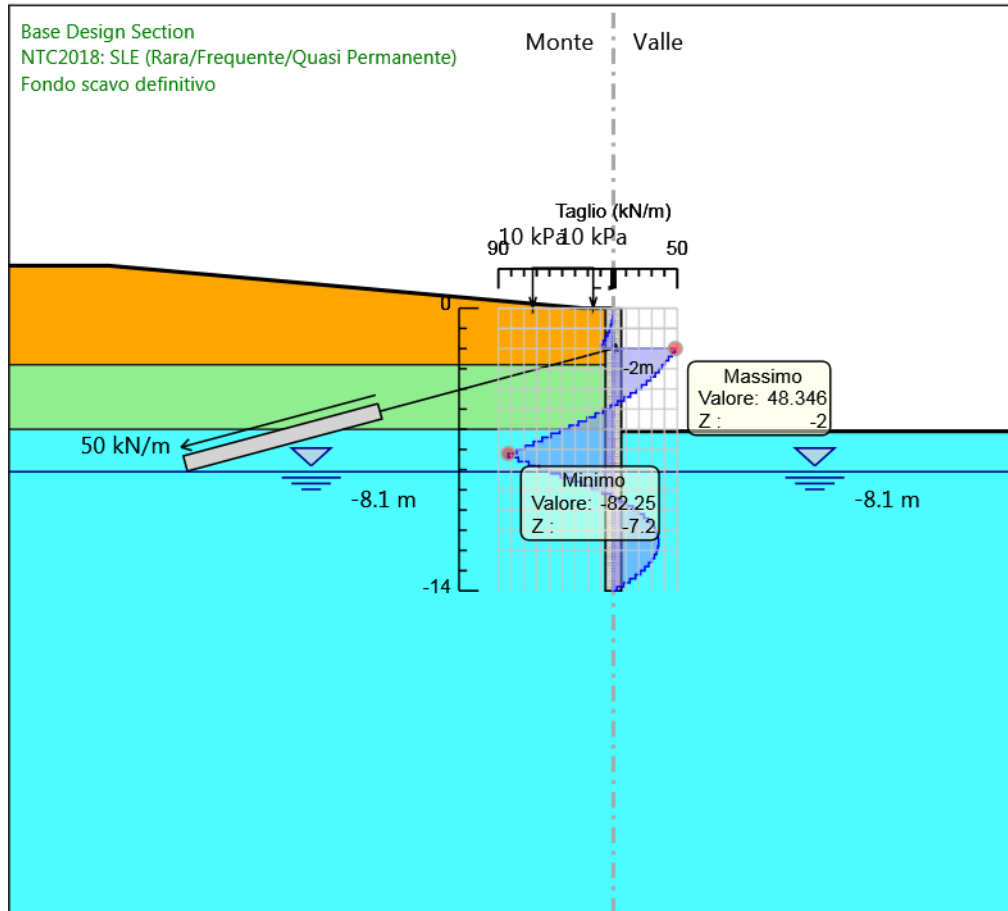 Base Design Section
NTC2018: SLE (Rara/Frequente/Quasi Permanente)
Fondo scavo definitivo
Monte
Valle
Taglio (kN/m)
10 kPa
10 kPa
90
50
0
-2m
Massimo
Valore: 48.346
Z : -2
50 kN/m
-8.1 m
Minimo
Valore: -82.25
Z : -7.2
-8.1 m
-14